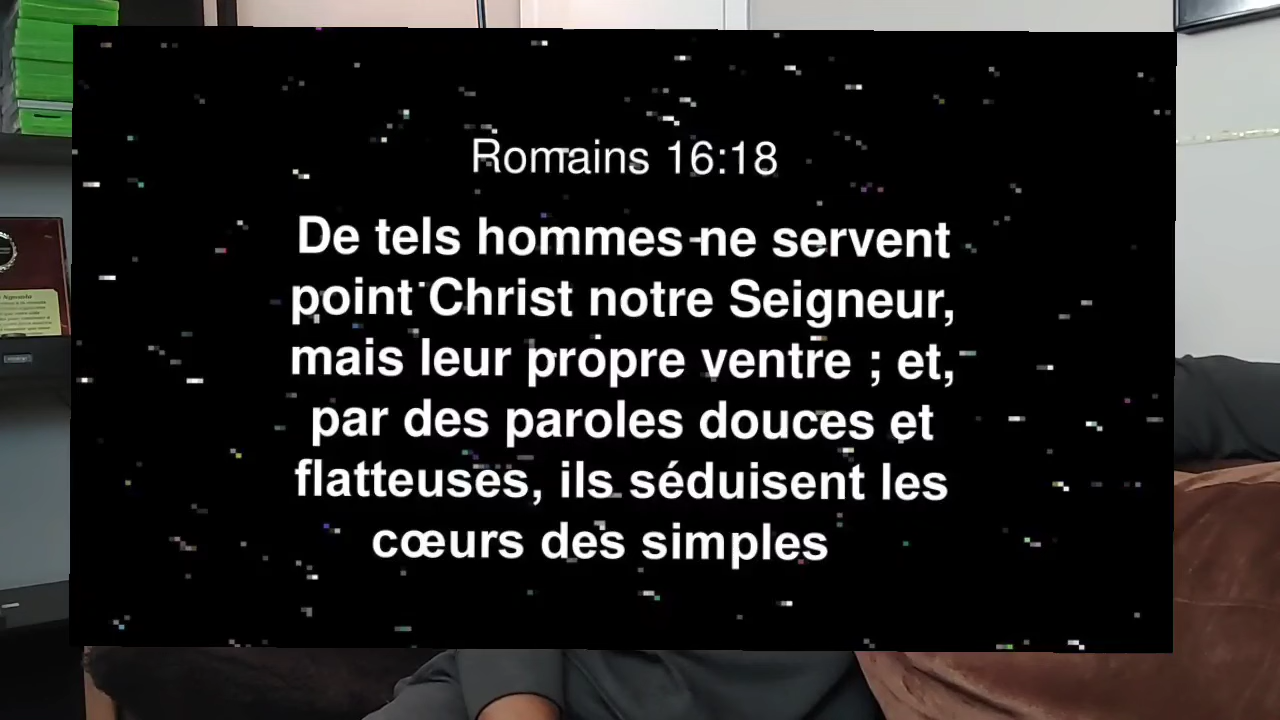 Romains 16:18
De tels hommes ne servent
point Christ notre Seigneur,
mais leur propre ventre ; et,
par des paroles douces et
flatteuses, ils séduisent les
cœurs des simples